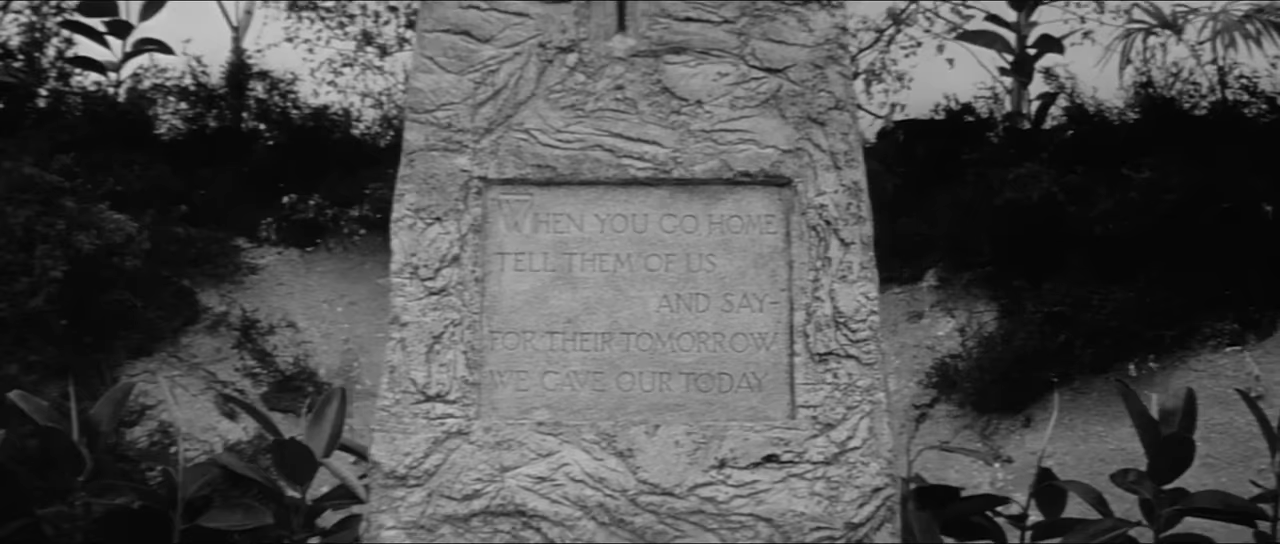 WHEN YOU GO HOME
TELL THEM OF US
AND SAY-
FOR THEIR TOMORROW
WE GAVE OUR TODAY